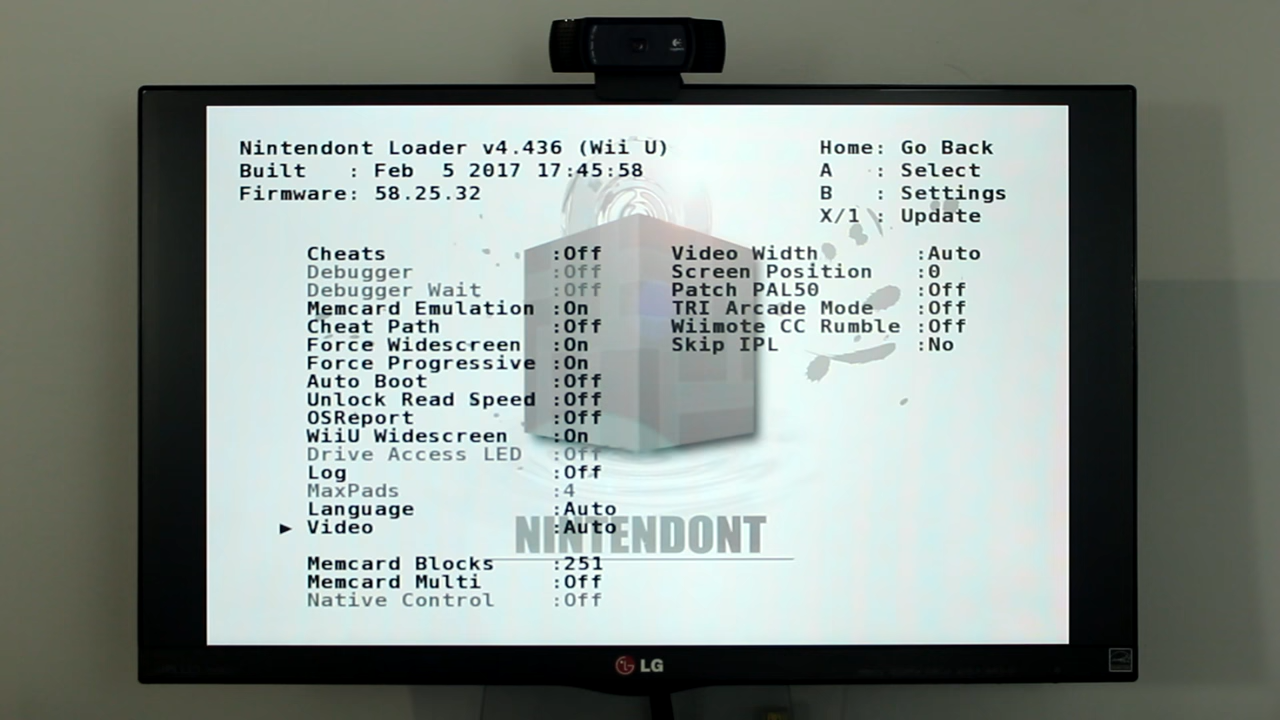 Nintendont Loader v4.436 (Wii U)
Built   : Feb  5 2017 17:45:58
Firmware: 58.25.32
Home: Go Back
A   : Select
B   : Settings
X/1 : Update
Cheats :Off
Debugger :Off
Debugger Wait :Off
Memcard Emulation :On
Cheat Path :Off
Force Widescreen :On
Force Progressive :On
Auto Boot :Off
Unlock Read Speed :Off
OSReport :Off
WiiU Widescreen :On
Drive Access LED :Off
Log :Off
MaxPads :4
Language :Auto
► Video :Auto
Memcard Blocks :251
Memcard Multi :Off
Native Control :Off
Video Width :Auto
Screen Position :0
Patch PAL50 :Off
TRI Arcade Mode :Off
Wiimote CC Rumble :Off
Skip IPL :No
NINTENDONT
LG